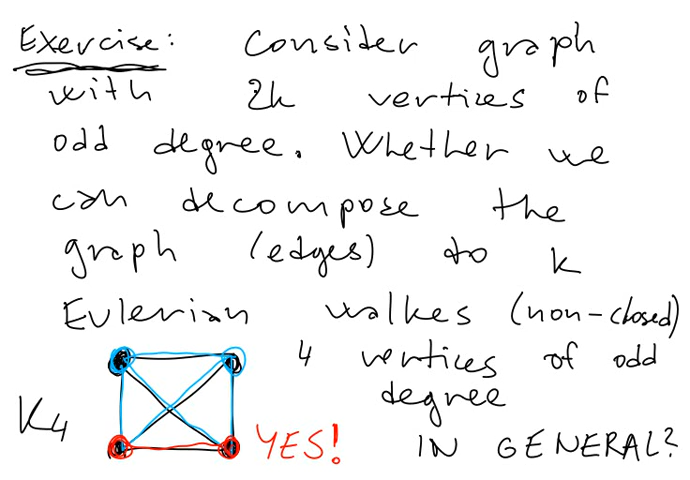 Exercise: Consider graph
with 2k vertices of
odd degree. Whether we
can decompose the
graph (edges) to k
Eulerian walkes (non-closed)
4 vertices of odd
degree
K4 YES! IN GENERAL?